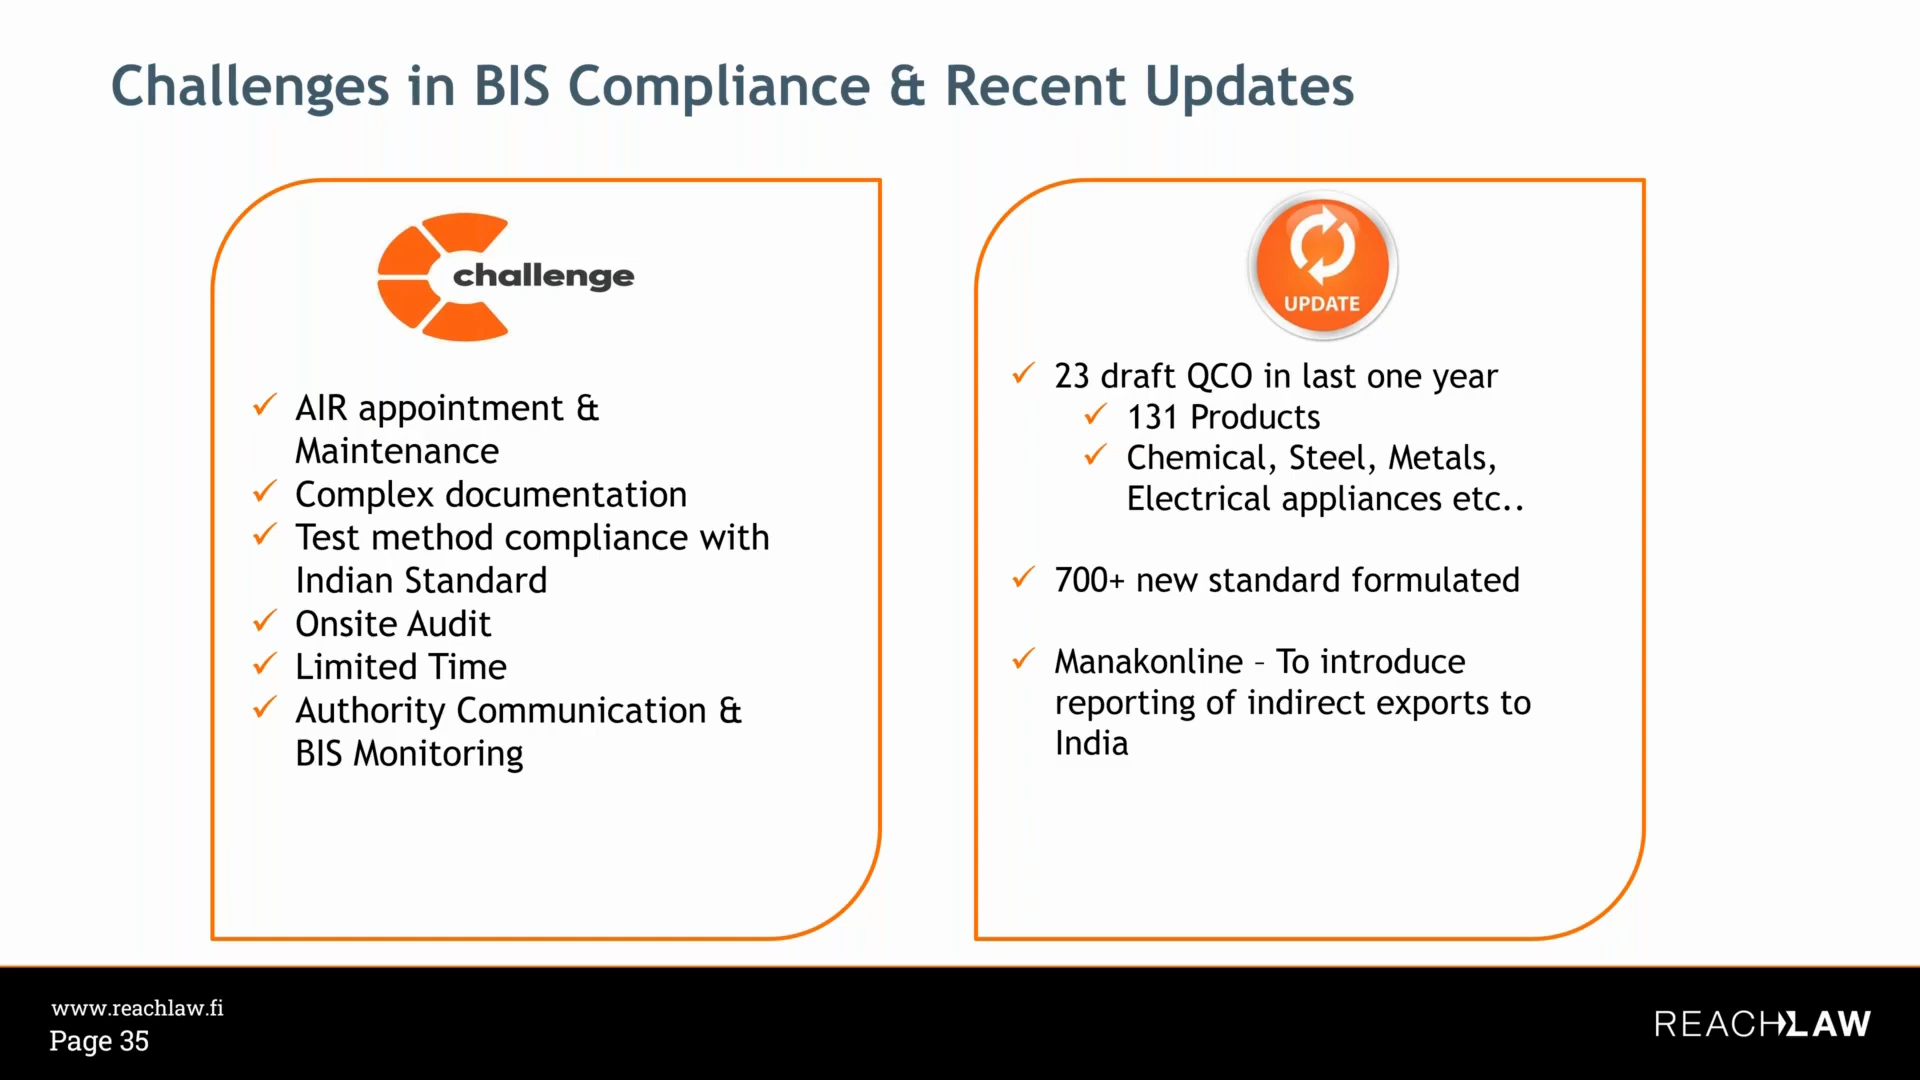 Challenges in BIS Compliance & Recent Updates
challenge
AIR appointment &
Maintenance
Complex documentation
Test method compliance with
Indian Standard
Onsite Audit
Limited Time
Authority Communication &
BIS Monitoring
UPDATE
23 draft QCO in last one year
131 Products
Chemical, Steel, Metals,
Electrical appliances etc..
700+ new standard formulated
Manakonline – To introduce
reporting of indirect exports to
India
www.reachlaw.fi
Page 35
REACHLAW